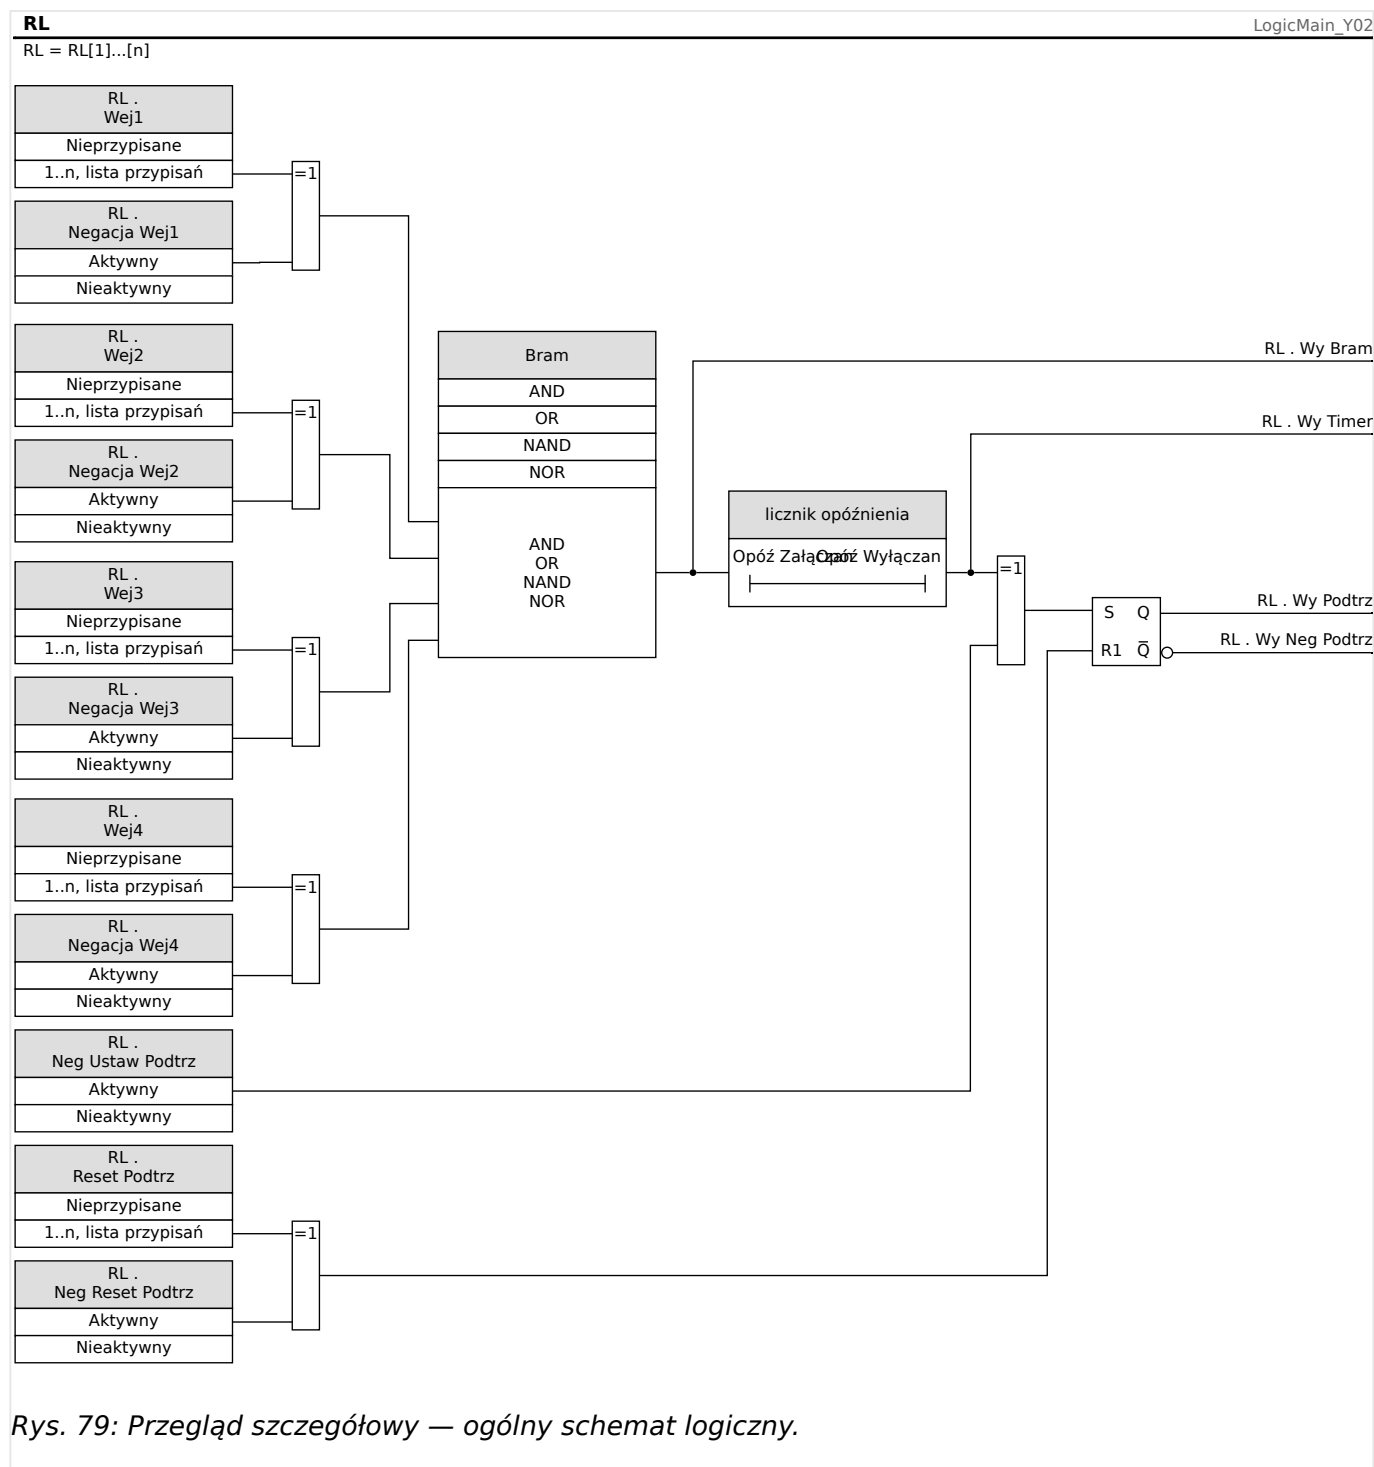 RL
LogicMain_Y02
RL = RL[1]...[n]
RL .
Wej1
Nieprzypisane
1..n, lista przypisań
=1
RL .
Negacja Wej1
Aktywny
Nieaktywny
RL .
Wej2
Nieprzypisane
1..n, lista przypisań
=1
RL .
Negacja Wej2
Aktywny
Nieaktywny
RL .
Wej3
Nieprzypisane
1..n, lista przypisań
=1
RL .
Negacja Wej3
Aktywny
Nieaktywny
RL .
Wej4
Nieprzypisane
1..n, lista przypisań
=1
RL .
Negacja Wej4
Aktywny
Nieaktywny
RL .
Neg Ustaw Podtrz
Aktywny
Nieaktywny
RL .
Reset Podtrz
Nieprzypisane
1..n, lista przypisań
=1
RL .
Neg Reset Podtrz
Aktywny
Nieaktywny
Bram
AND
OR
NAND
NOR
AND
OR
NAND
NOR
licznik opóźnienia
Opóź Załączan
Opóź Wyłączan
=1
S Q
R1 Q̅
RL . Wy Bram
RL . Wy Timer
RL . Wy Podtrz
RL . Wy Neg Podtrz
Rys. 79: Przegląd szczegółowy — ogólny schemat logiczny.